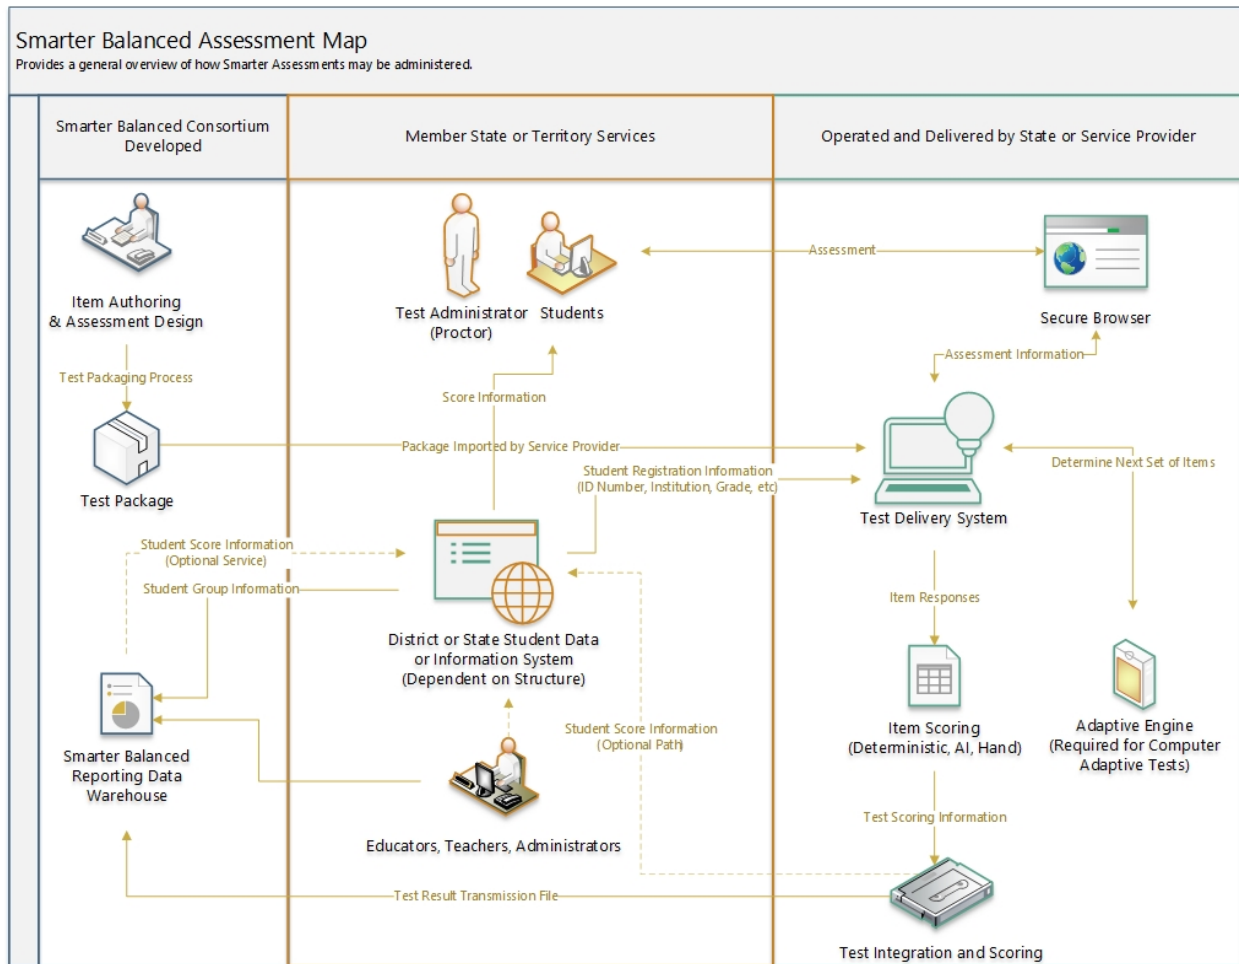 Smarter Balanced Assessment Map
Provides a general overview of how Smarter Assessments may be administered.
Smarter Balanced Consortium
Developed
Member State or Territory Services
Operated and Delivered by State or Service Provider
Item Authoring
& Assessment Design
Test Administrator
(Proctor)
Students
Assessment
Secure Browser
Test Packaging Process
Score Information
Assessment Information
Package Imported by Service Provider
Student Registration Information
(ID Number, Institution, Grade, etc)
Determine Next Set of Items
Test Package
Test Delivery System
Student Score Information
(Optional Service)
Student Group Information
Item Responses
District or State Student Data
or Information System
(Dependent on Structure)
Smarter Balanced
Reporting Data
Warehouse
Student Score Information
(Optional Path)
Item Scoring
(Deterministic, AI, Hand)
Adaptive Engine
(Required for Computer
Adaptive Tests)
Educators, Teachers, Administrators
Test Scoring Information
Test Result Transmission File
Test Integration and Scoring